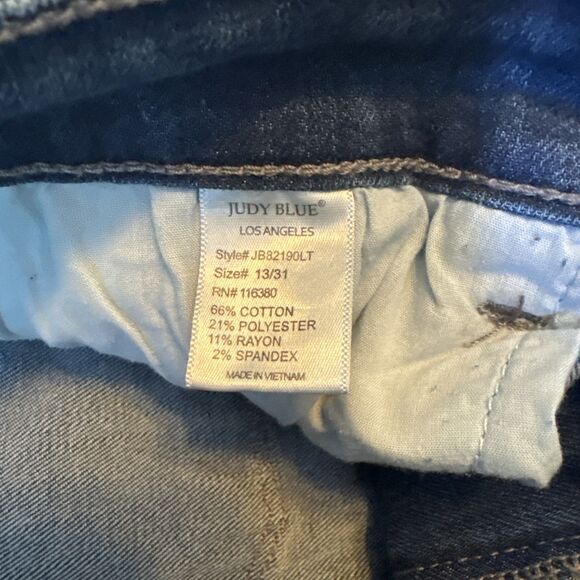 JUDY BLUE®
LOS ANGELES
Style# JB82190LT
Size# 13/31
RN# 116380
66% COTTON
21% POLYESTER
11% RAYON
2% SPANDEX
MADE IN VIETNAM